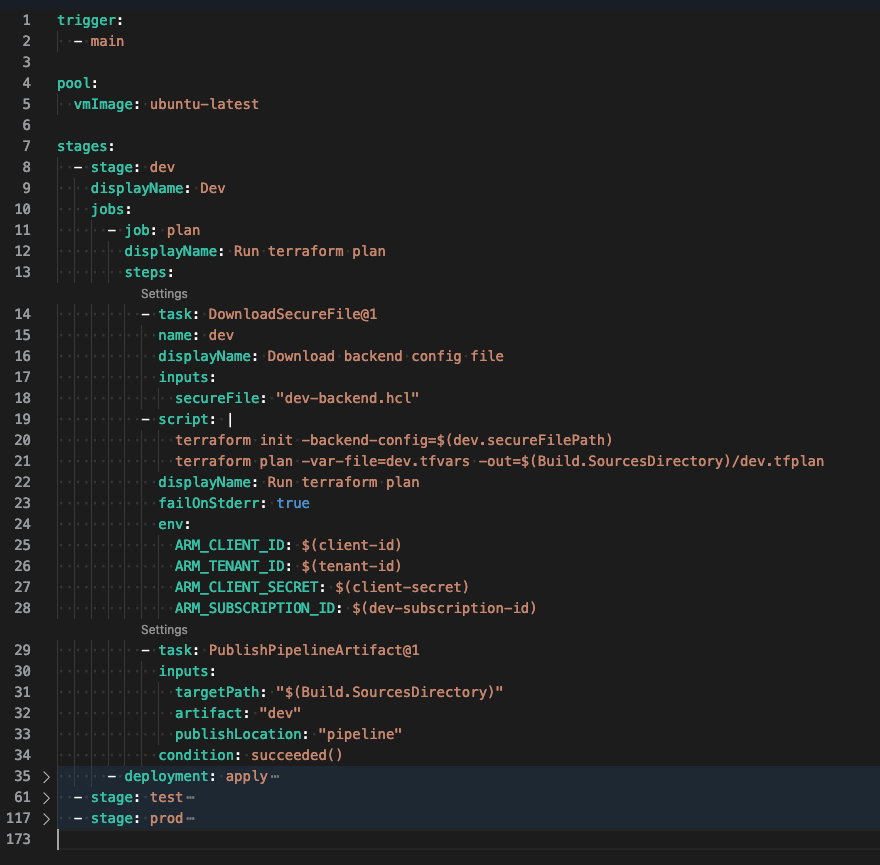 1 trigger:
2 - main
3
4 pool:
5 vmImage: ubuntu-latest
6
7 stages:
8 - stage: dev
9 displayName: Dev
10 jobs:
11 - job: plan
12 displayName: Run terraform plan
13 steps:
Settings
14 - task: DownloadSecureFile@1
15 name: dev
16 displayName: Download backend config file
17 inputs:
18 secureFile: "dev-backend.hcl"
19 - script: |
20 terraform init -backend-config=$(dev.secureFilePath)
21 terraform plan -var-file=dev.tfvars -out=$(Build.SourcesDirectory)/dev.tfplan
22 displayName: Run terraform plan
23 failOnStderr: true
24 env:
25 ARM_CLIENT_ID: $(client-id)
26 ARM_TENANT_ID: $(tenant-id)
27 ARM_CLIENT_SECRET: $(client-secret)
28 ARM_SUBSCRIPTION_ID: $(dev-subscription-id)
Settings
29 - task: PublishPipelineArtifact@1
30 inputs:
31 targetPath: "$(Build.SourcesDirectory)"
32 artifact: "dev"
33 publishLocation: "pipeline"
34 condition: succeeded()
35 - deployment: apply…
61 - stage: test…
117 - stage: prod…
173